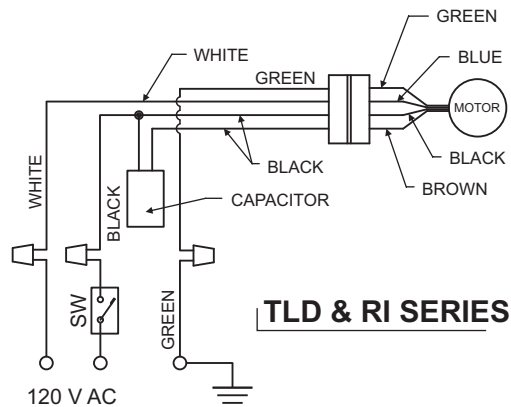 GREEN
WHITE
BLUE
GREEN
MOTOR
BLACK
BLACK
BROWN
CAPACITOR
WHITE
BLACK
SW
GREEN
TLD & RI SERIES
120 V AC